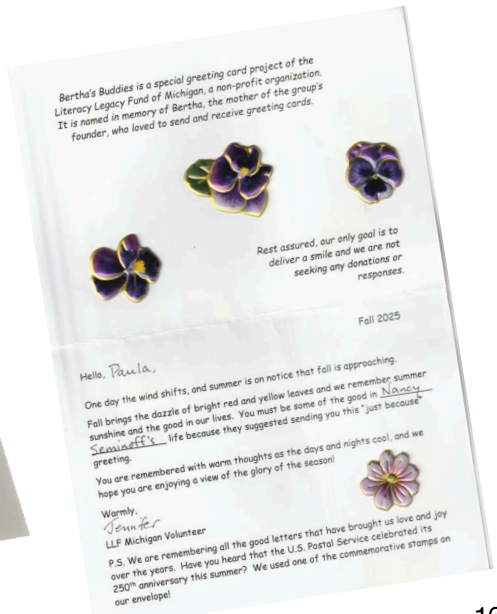 Bertha's Buddies is a special greeting card project of the
Literacy Legacy Fund of Michigan, a non-profit organization.
It is named in memory of Bertha, the mother of the group's
founder, who loved to send and receive greeting cards.
Rest assured, our only goal is to
deliver a smile and we are not
seeking any donations or
responses.
Fall 2025
Hello, Paula,
One day the wind shifts, and summer is on notice that fall is approaching.
Fall brings the dazzle of bright red and yellow leaves and we remember summer
sunshine and the good in our lives. You must be some of the good in Nancy
Seminoff's life because they suggested sending you this "just because"
greeting.
You are remembered with warm thoughts as the days and nights cool, and we
hope you are enjoying a view of the glory of the season!
Warmly,
Jennifer
LLF Michigan Volunteer
P.S. We are remembering all the good letters that have brought us love and joy
over the years. Have you heard that the U.S. Postal Service celebrated its
250th anniversary this summer? We used one of the commemorative stamps on
our envelope!